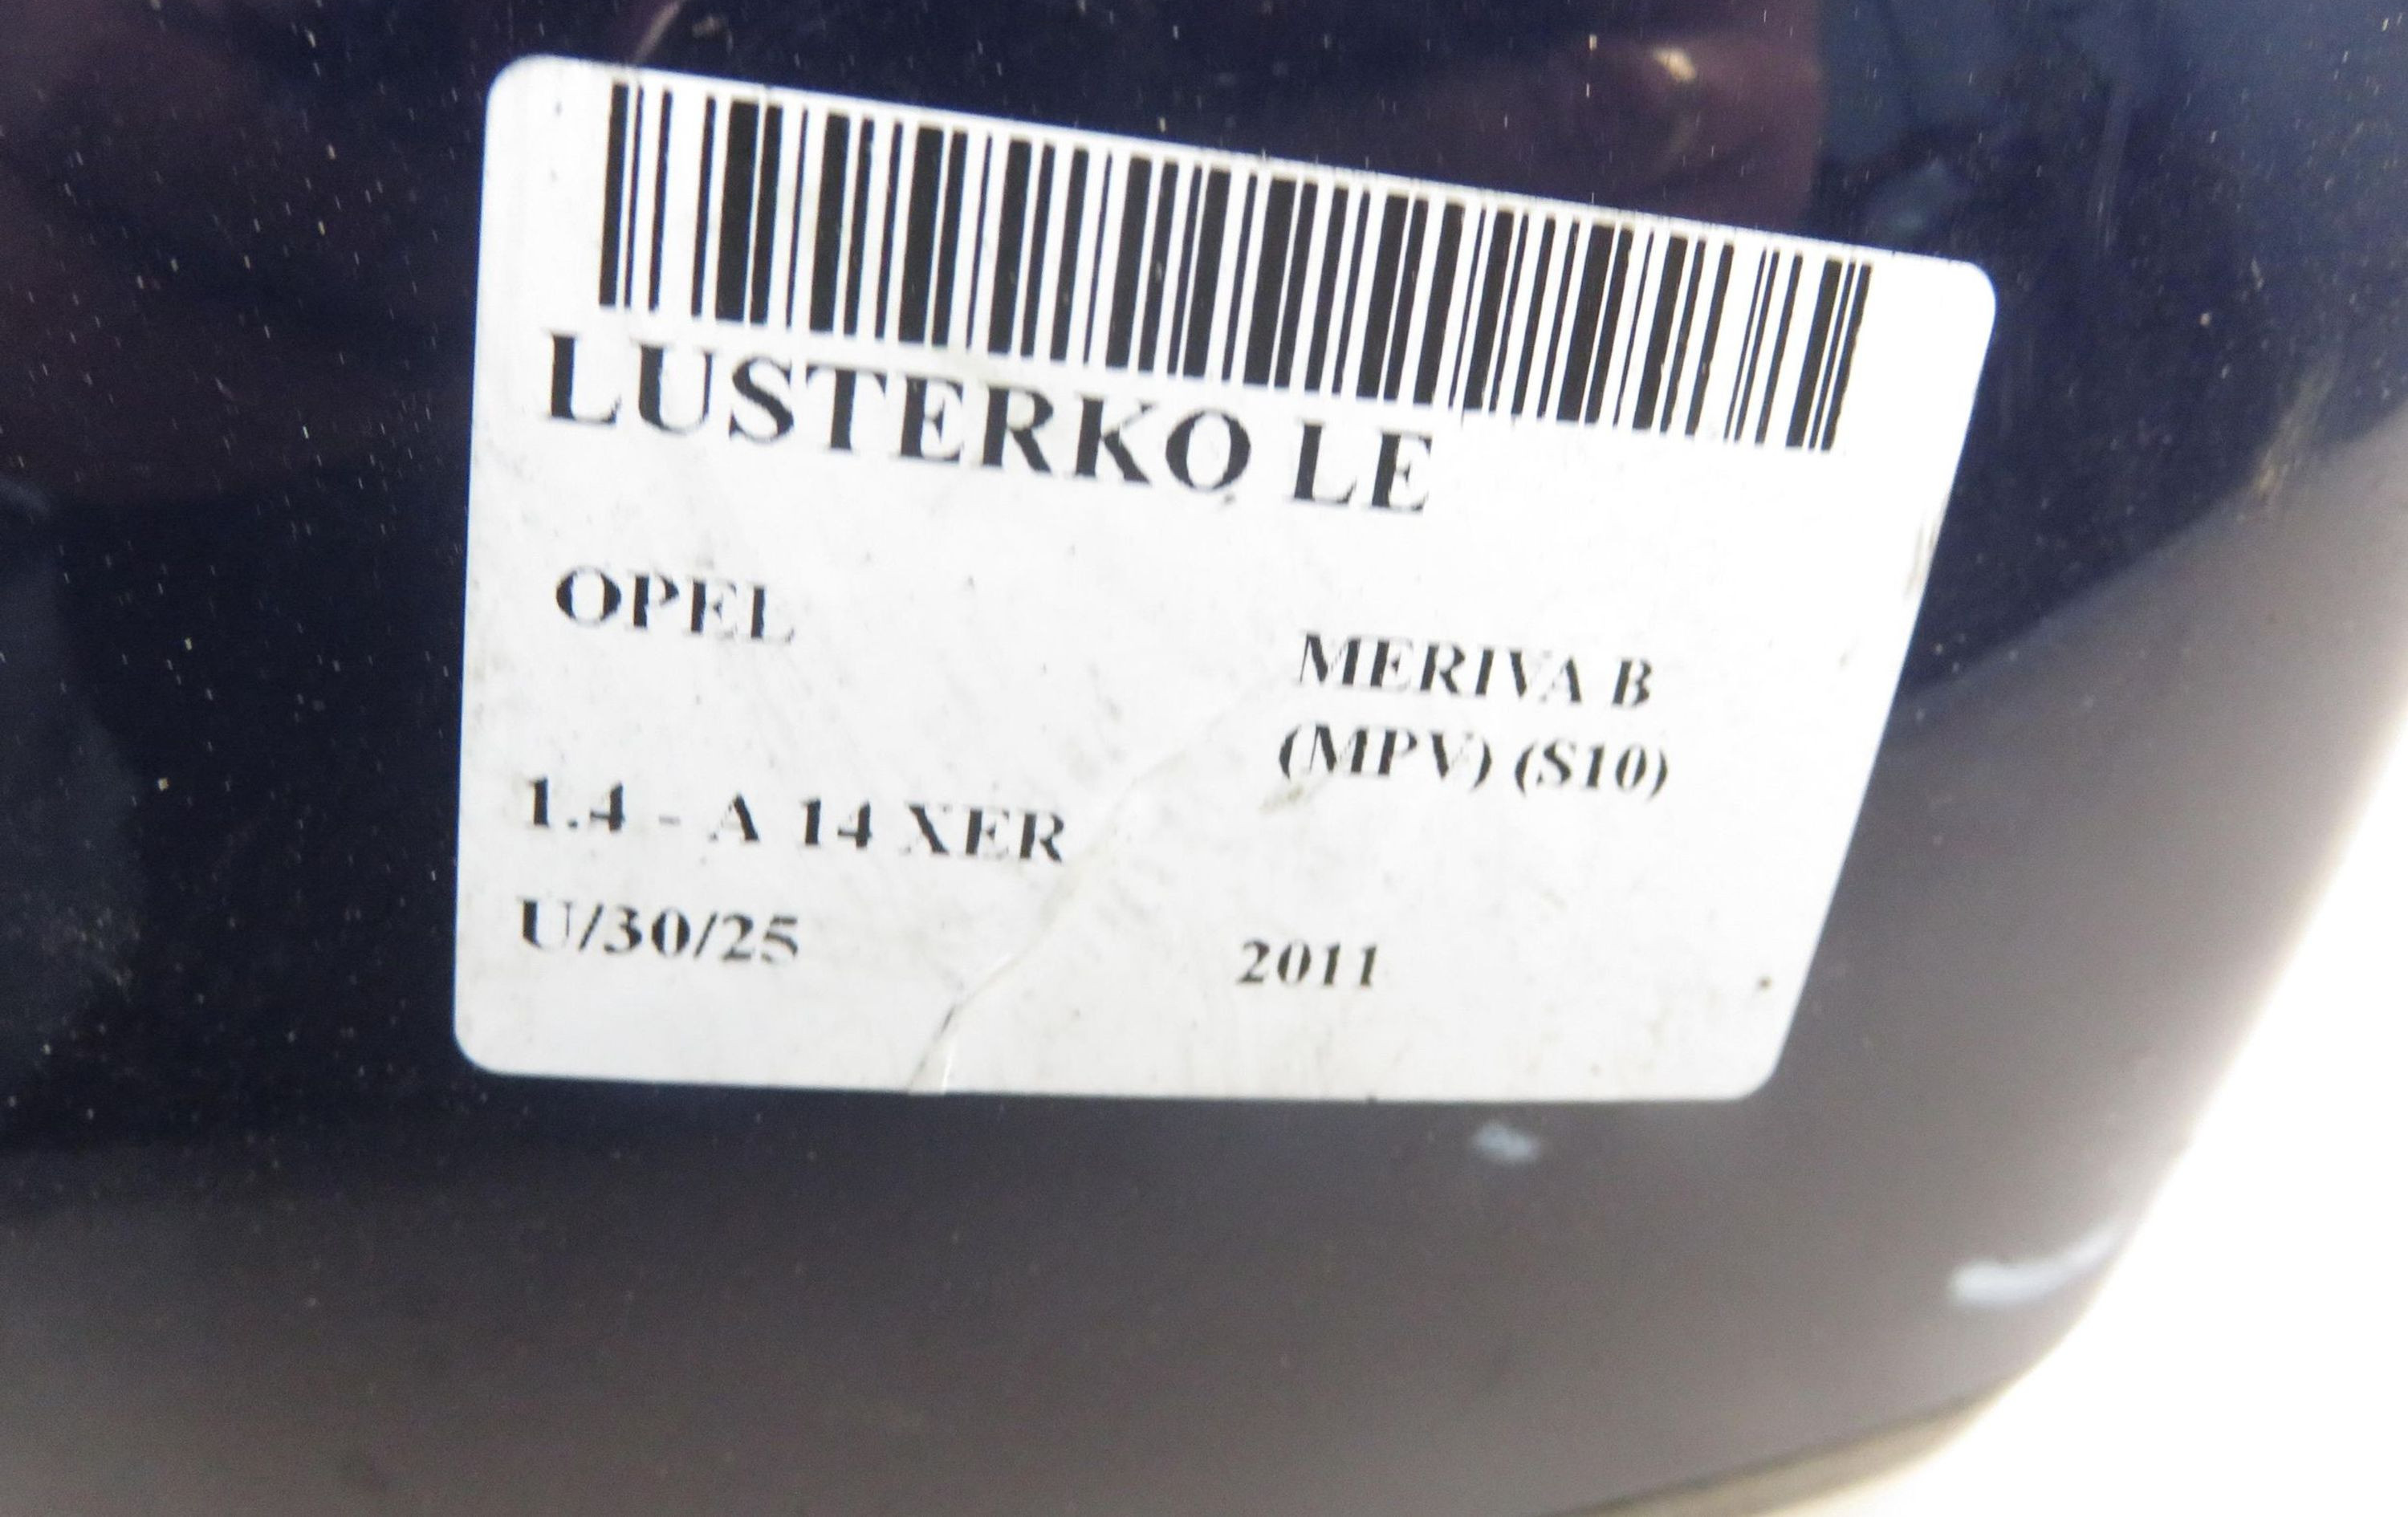 LUSTERKO LE
OPEL
MERIVA B
(MPV) (S10)
1.4 - A 14 XER
U/30/25
2011